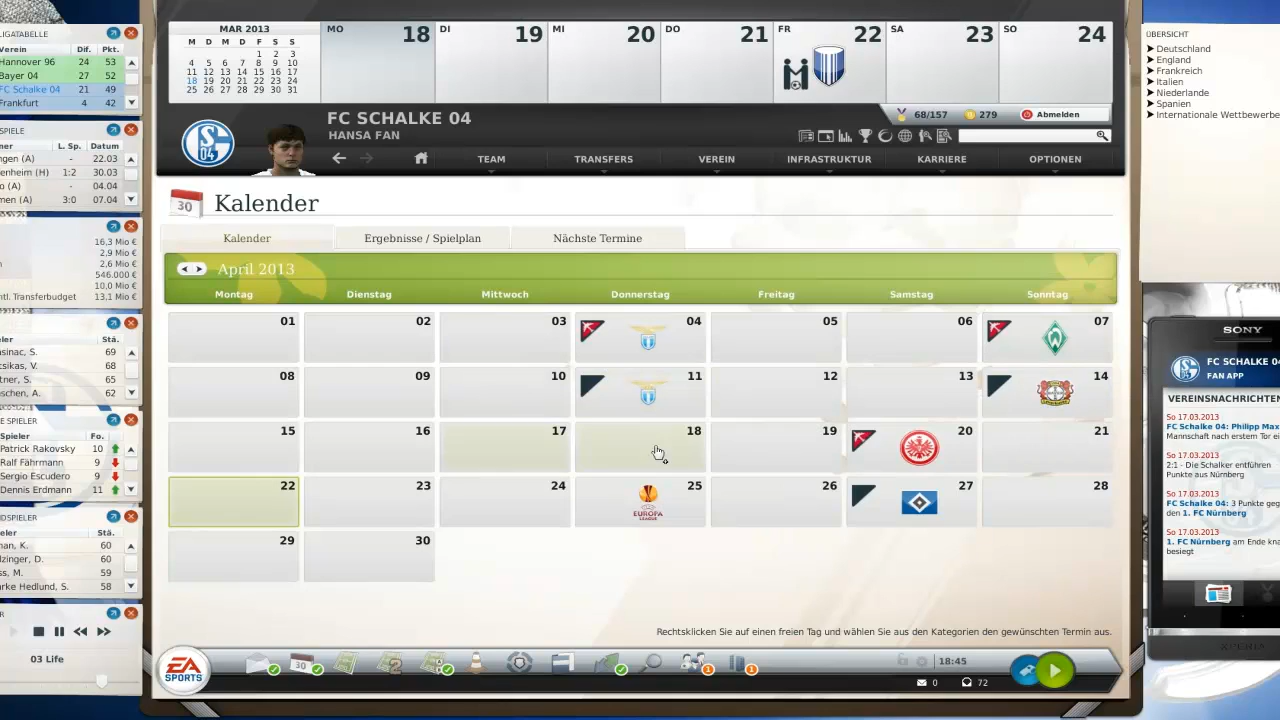 LIGATABELLE
Verein Dif. Pkt.
Hannover 96 24 53
Bayer 04 27 52
FC Schalke 04 21 49
Frankfurt 4 42
SPIELE
L. Sp. Datum
(A) - 22.03
(H) 1:2 30.03
(A) - 04.04
(A) 3:0 07.04
16,3 Mio €
2,9 Mio €
2,6 Mio €
546.000 €
10,0 Mio €
Transferbudget 13,1 Mio €
Stä.
69
68
65
62
SPIELER
Spieler Fo.
Patrick Rakovsky 10
Ralf Fährmann 9
Sergio Escudero 9
Dennis Erdmann 11
Stä.
60
60
59
Hedlund, S. 58
03 Life
MAR 2013
M D M D F S S
1 2 3
4 5 6 7 8 9 10
11 12 13 14 15 16 17
18 19 20 21 22 23 24
25 26 27 28 29 30 31
MO 18
DI 19
MI 20
DO 21
FR 22
SA 23
SO 24
FC SCHALKE 04
HANSA FAN
68/157 279 Abmelden
TEAM TRANSFERS VEREIN INFRASTRUKTUR KARRIERE OPTIONEN
30 Kalender
Kalender Ergebnisse / Spielplan Nächste Termine
April 2013
Montag Dienstag Mittwoch Donnerstag Freitag Samstag Sonntag
01 02 03 04 05 06 07
08 09 10 11 12 13 14
15 16 17 18 19 20 21
22 23 24 25 26 27 28
EUROPA
LEAGUE
29 30
Rechtsklicken Sie auf einen freien Tag und wählen Sie aus den Kategorien den gewünschten Termin aus.
EA
SPORTS
30
2
1 1
18:45
0 72
ÜBERSICHT
Deutschland
England
Frankreich
Italien
Niederlande
Spanien
Internationale Wettbewerbe
SONY
FC SCHALKE 04
FAN APP
VEREINSNACHRICHTEN
So 17.03.2013
FC Schalke 04: Philipp Max
Mannschaft nach erstem Tor
So 17.03.2013
2:1 - Die Schalker entführen
Punkte aus Nürnberg
So 17.03.2013
FC Schalke 04: 3 Punkte
den 1. FC Nürnberg
So 17.03.2013
1. FC Nürnberg am Ende
besiegt
XPERIA